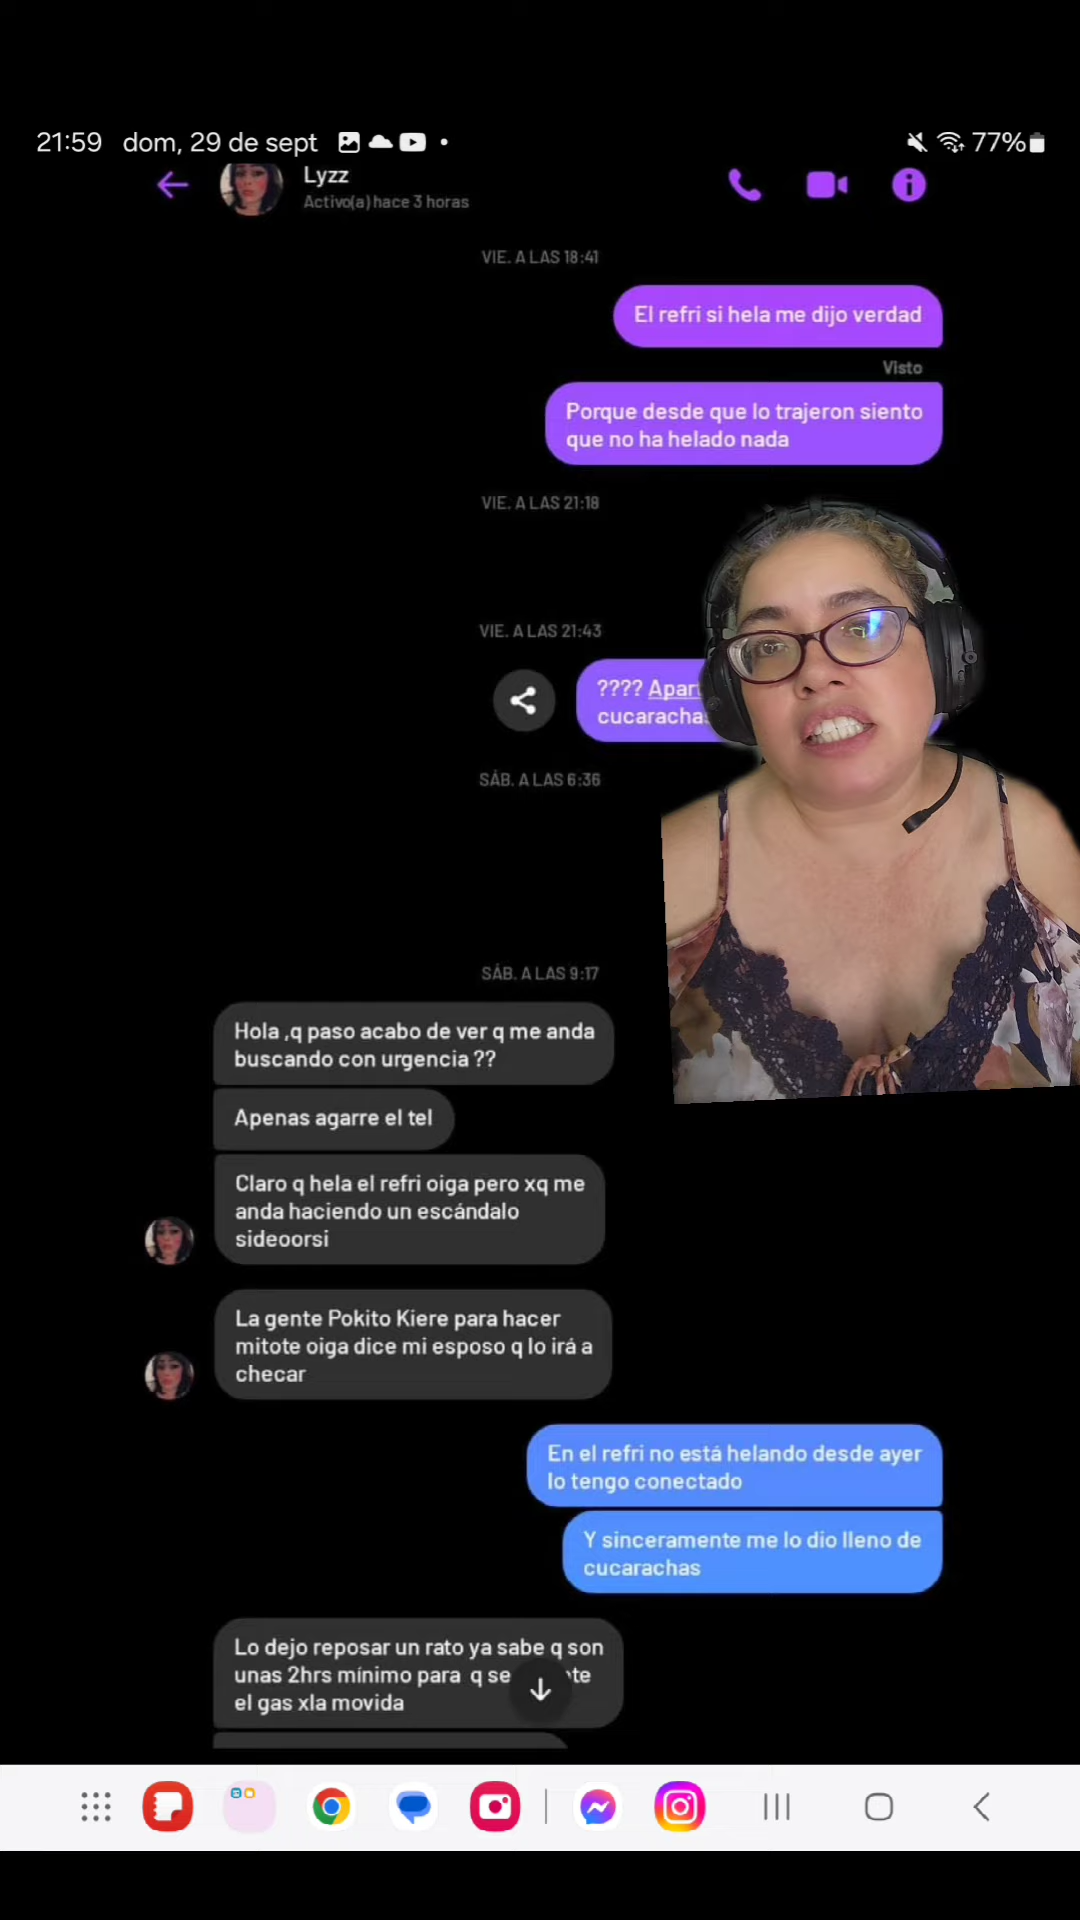 21:59 dom, 29 de sept
77%
Lyzz
Activo(a) hace 3 horas
VIE. A LAS 18:41
El refri si hela me dijo verdad
Visto
Porque desde que lo trajeron siento
que no ha helado nada
VIE. A LAS 21:18
VIE. A LAS 21:43
????
cucarachas
SÁB. A LAS 6:36
SÁB. A LAS 9:17
Hola ,q paso acabo de ver q me anda
buscando con urgencia ??
Apenas agarre el tel
Claro q hela el refri oiga pero xq me
anda haciendo un escándalo
sideoorsi
La gente Pokito Kiere para hacer
mitote oiga dice mi esposo q lo irá a
checar
En el refri no está helando desde ayer
lo tengo conectado
Y sinceramente me lo dio lleno de
cucarachas
Lo dejo reposar un rato ya sabe q son
unas 2hrs mínimo para q se
el gas xla movida